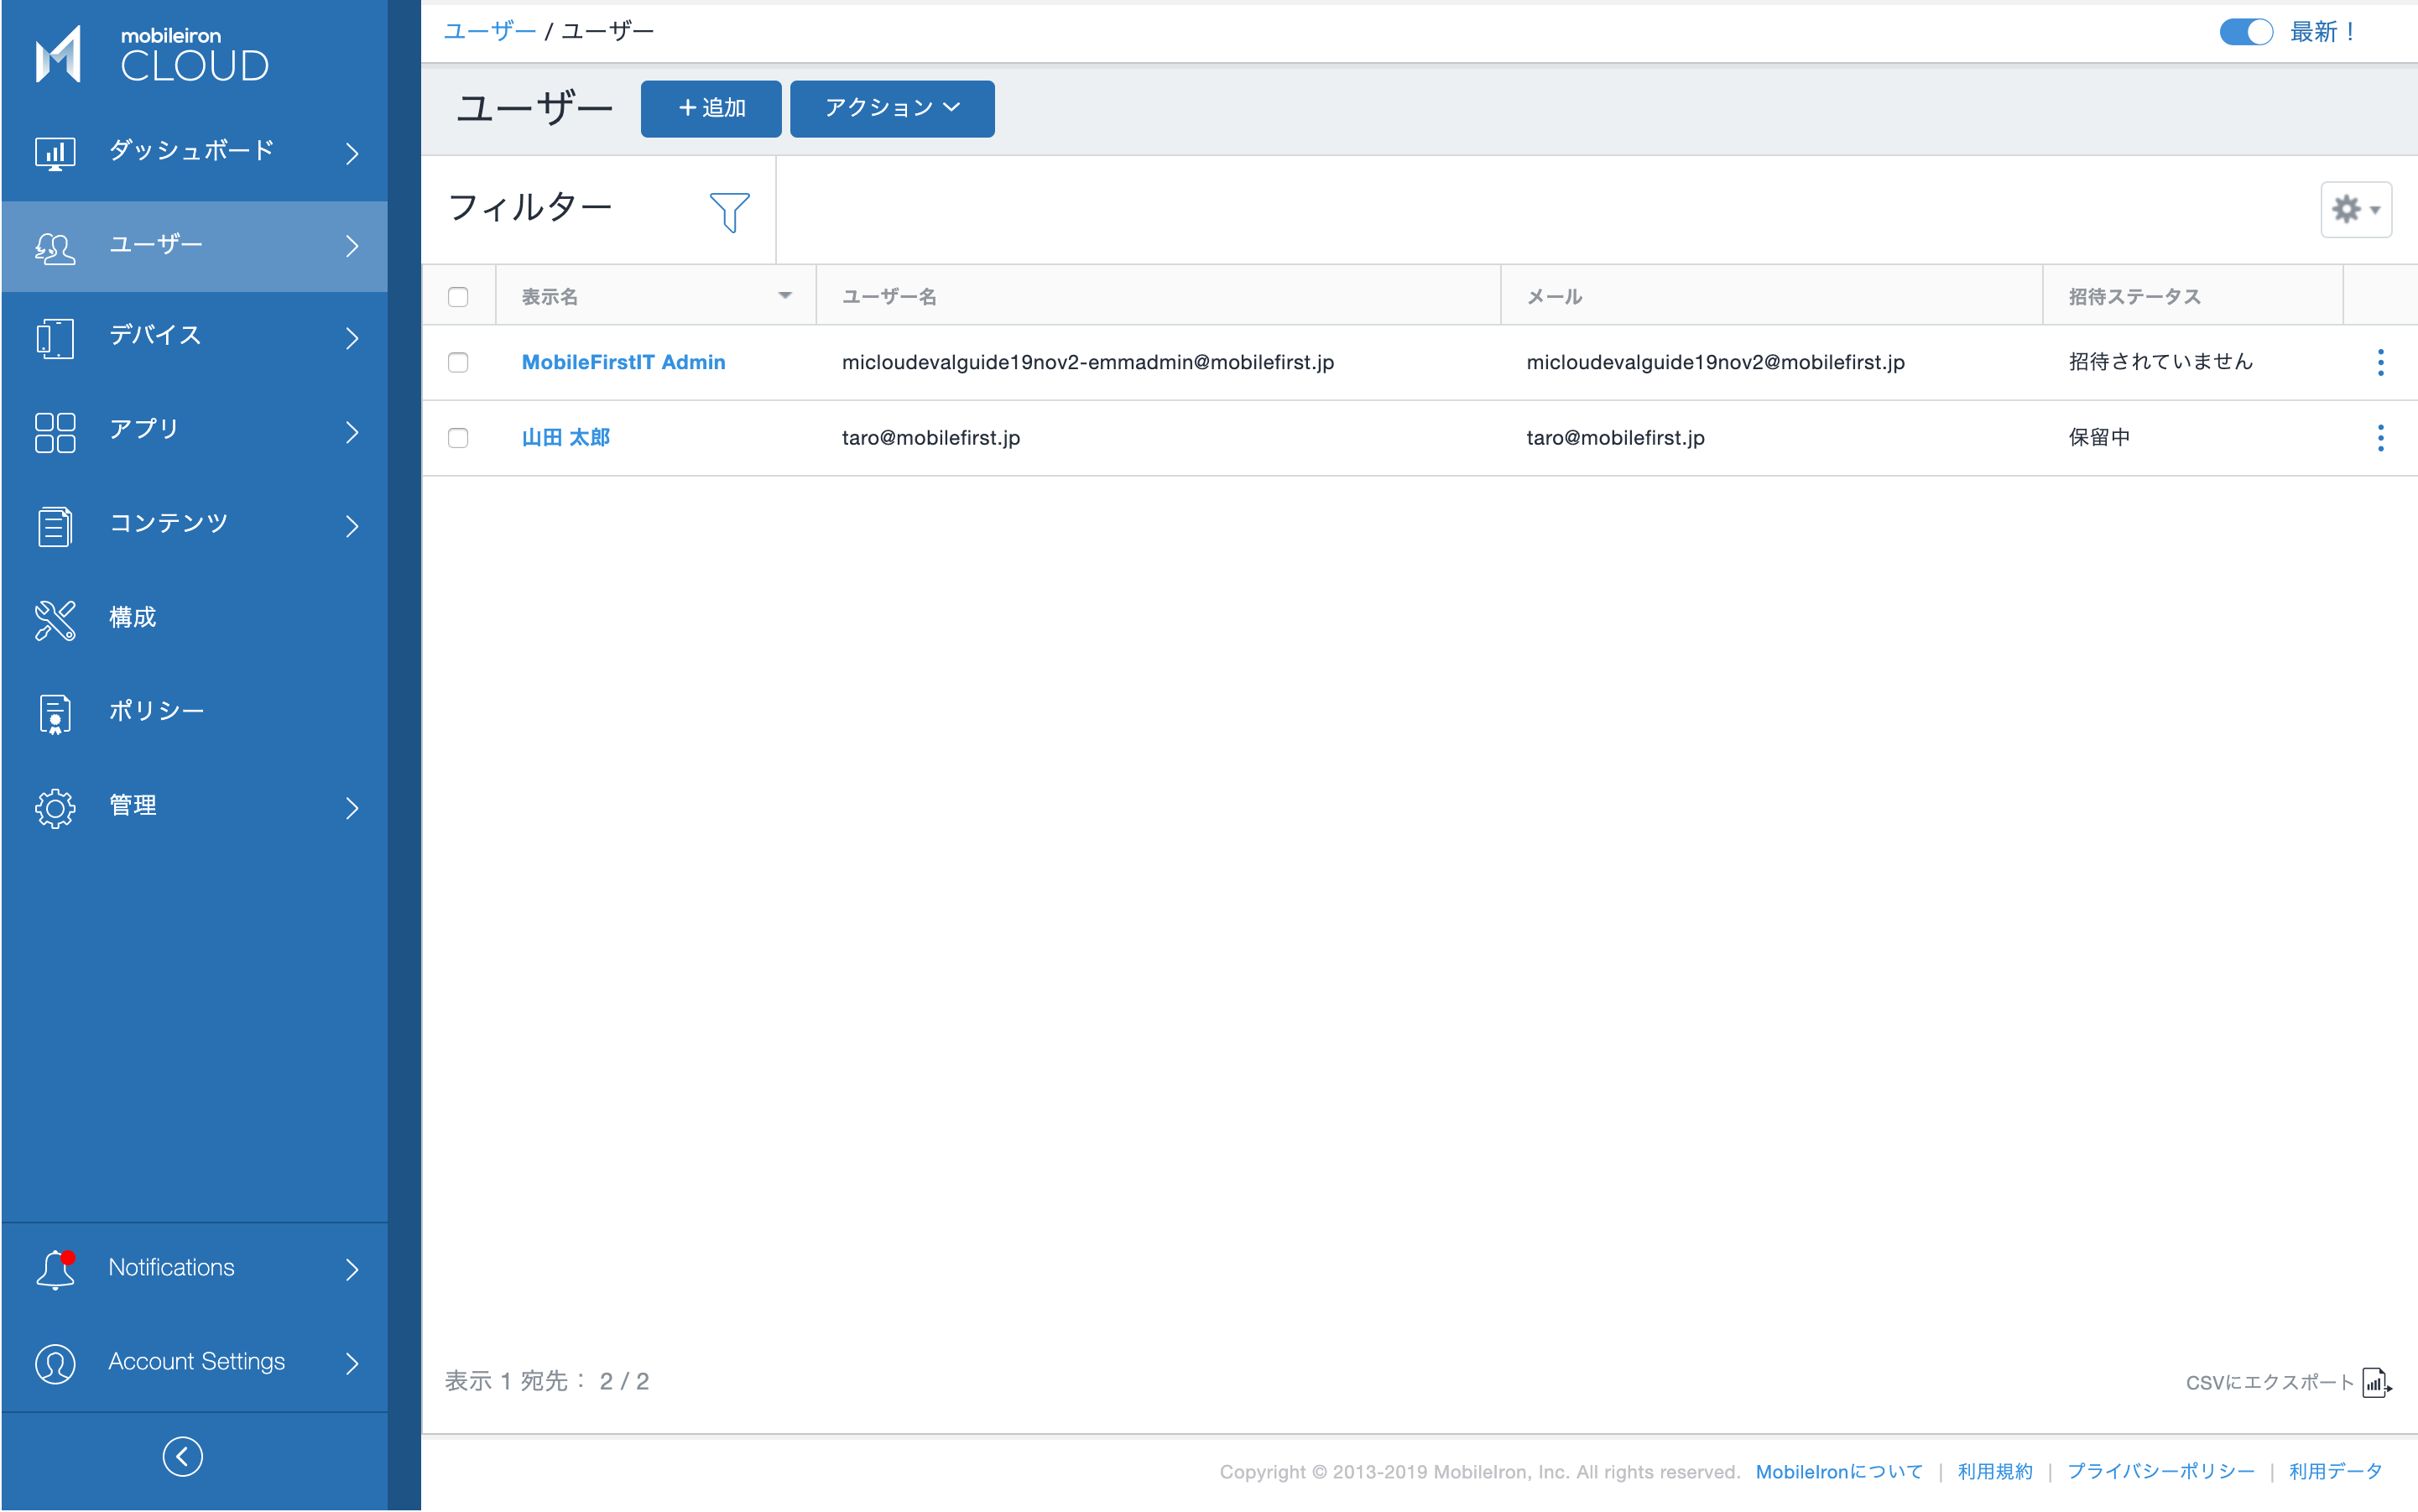 mobileiron
CLOUD
ダッシュボード
ユーザー
デバイス
アプリ
コンテンツ
構成
ポリシー
管理
Notifications
Account Settings
ユーザー / ユーザー
最新！
ユーザー
+ 追加
アクション
フィルター
表示名 ユーザー名 メール 招待ステータス
MobileFirstIT Admin micloudevalguide19nov2-emmadmin@mobilefirst.jp micloudevalguide19nov2@mobilefirst.jp 招待されていません
山田 太郎 taro@mobilefirst.jp taro@mobilefirst.jp 保留中
表示 1 宛先： 2 / 2
CSVにエクスポート
Copyright © 2013-2019 MobileIron, Inc. All rights reserved. MobileIronについて | 利用規約 | プライバシーポリシー | 利用データ